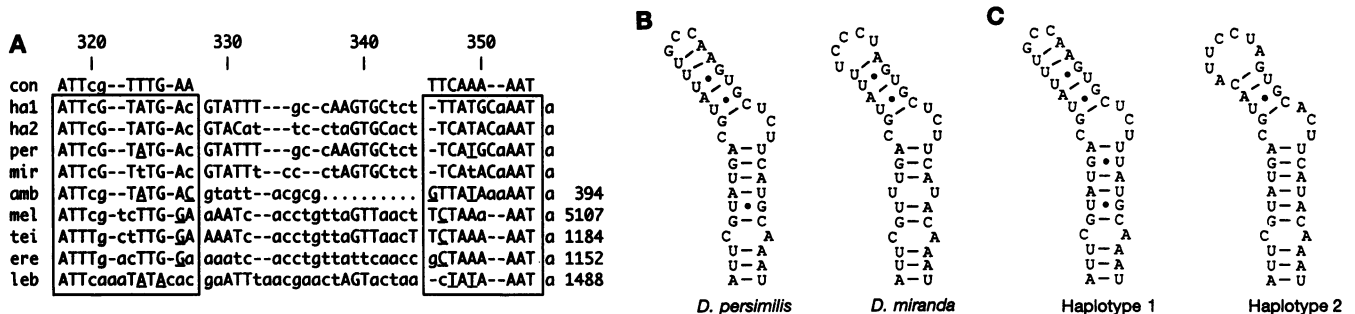 A
320 330 340 350
con ATTcg--TTTG-AA TTCAAA--AAT
ha1 ATTcG--TATG-Ac GTATTT---gc-cAAGTGCtct -TTATGCaAAT a
ha2 ATTcG--TATG-Ac GTACat---tc-ctaGTGCact -TCATACaAAT a
per ATTcG--TATG-Ac GTATTT---gc-cAAGTGCtct -TCATGCaAAT a
mir ATTcG--TtTG-Ac GTATTt--cc--ctAGTGCtct -TCAtACaAAT a
amb ATTcg--TATG-AC gtatt--acgcg.......... GTTATAaaAAT a 394
mel ATTcg-tcTTG-GA aAATc--acctgttaGTTaact TCTAAa--AAT a 5107
tei ATTTg-ctTTG-GA AAATc--acctgttaGTTaacT TCTAAA--AAT a 1184
ere ATTTg-acTTG-Ga aaatc--acctgttattcaacc gCTAAA--AAT a 1152
leb ATTcaaaTATAcac gaATTtaacgaactAGTactaa -cTATA--AAT a 1488
B
D. persimilis
D. miranda
C
Haplotype 1
Haplotype 2